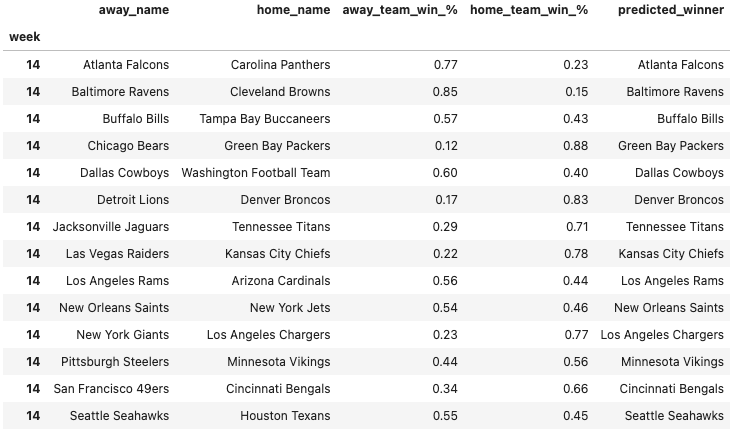 away_name home_name away_team_win_% home_team_win_% predicted_winner
week
14 Atlanta Falcons Carolina Panthers 0.77 0.23 Atlanta Falcons
14 Baltimore Ravens Cleveland Browns 0.85 0.15 Baltimore Ravens
14 Buffalo Bills Tampa Bay Buccaneers 0.57 0.43 Buffalo Bills
14 Chicago Bears Green Bay Packers 0.12 0.88 Green Bay Packers
14 Dallas Cowboys Washington Football Team 0.60 0.40 Dallas Cowboys
14 Detroit Lions Denver Broncos 0.17 0.83 Denver Broncos
14 Jacksonville Jaguars Tennessee Titans 0.29 0.71 Tennessee Titans
14 Las Vegas Raiders Kansas City Chiefs 0.22 0.78 Kansas City Chiefs
14 Los Angeles Rams Arizona Cardinals 0.56 0.44 Los Angeles Rams
14 New Orleans Saints New York Jets 0.54 0.46 New Orleans Saints
14 New York Giants Los Angeles Chargers 0.23 0.77 Los Angeles Chargers
14 Pittsburgh Steelers Minnesota Vikings 0.44 0.56 Minnesota Vikings
14 San Francisco 49ers Cincinnati Bengals 0.34 0.66 Cincinnati Bengals
14 Seattle Seahawks Houston Texans 0.55 0.45 Seattle Seahawks